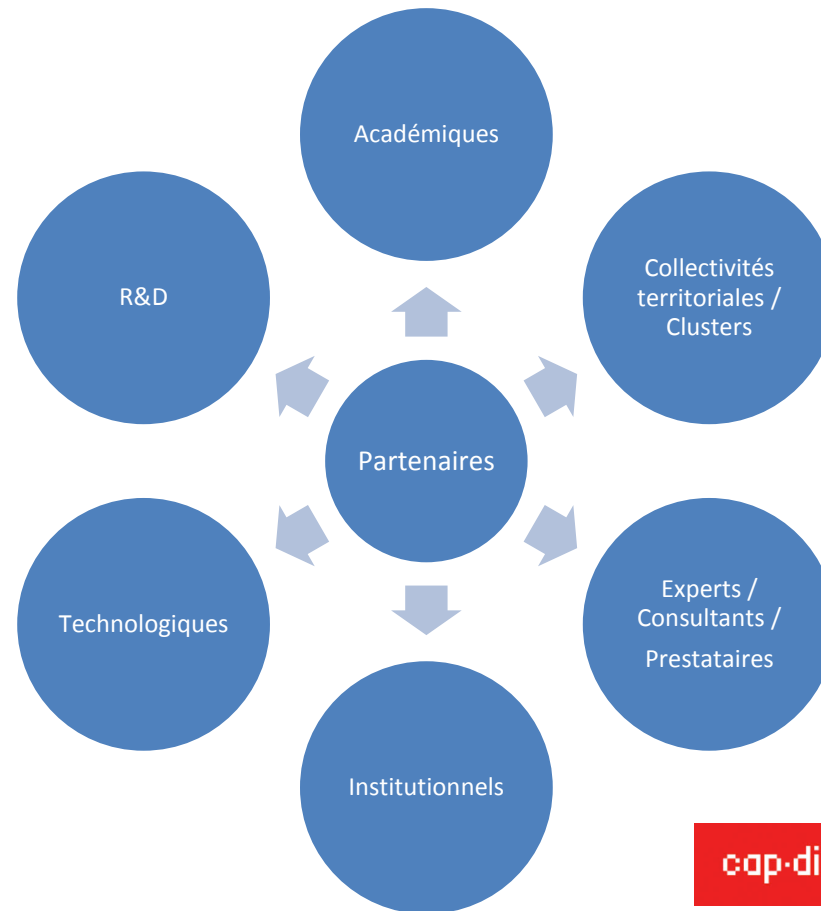 Académiques
Collectivités
territoriales /
Clusters
R&D
Partenaires
Experts /
Consultants /
Prestataires
Technologiques
Institutionnels
cap·di